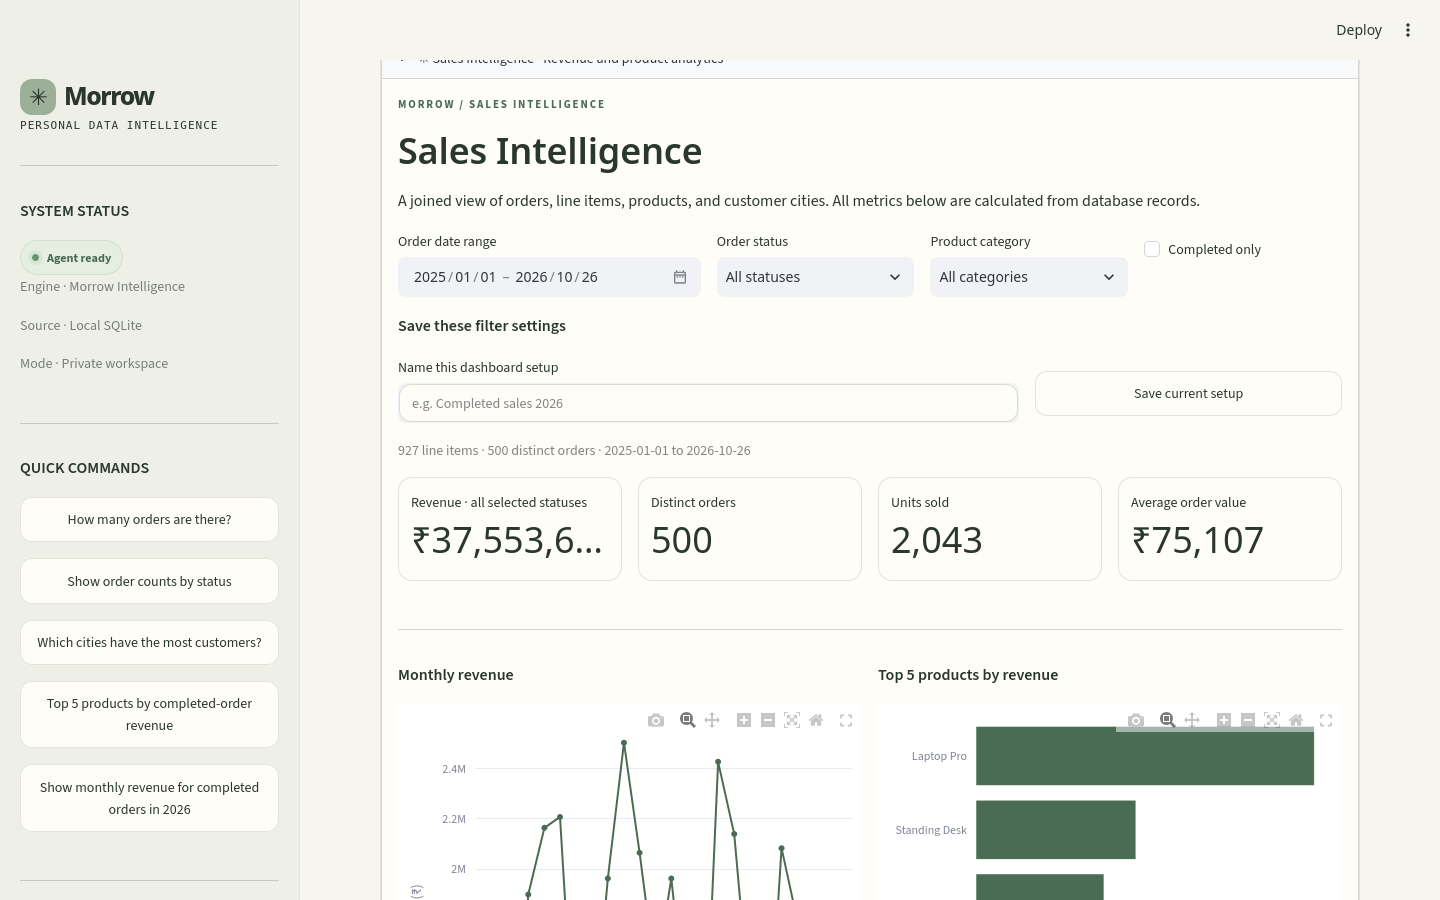 Deploy
Morrow
PERSONAL DATA INTELLIGENCE
SYSTEM STATUS
Agent ready
Engine · Morrow Intelligence
Source · Local SQLite
Mode · Private workspace
QUICK COMMANDS
How many orders are there?
Show order counts by status
Which cities have the most customers?
Top 5 products by completed-order
revenue
Show monthly revenue for completed
orders in 2026
Sales Intelligence · Revenue and product analytics
MORROW / SALES INTELLIGENCE
Sales Intelligence
A joined view of orders, line items, products, and customer cities. All metrics below are calculated from database records.
Order date range
Order status
Product category
Completed only
2025/01/01 – 2026/10/26
All statuses
All categories
Save these filter settings
Name this dashboard setup
e.g. Completed sales 2026
Save current setup
927 line items · 500 distinct orders · 2025-01-01 to 2026-10-26
Revenue · all selected statuses
₹37,553,6...
Distinct orders
500
Units sold
2,043
Average order value
₹75,107
Monthly revenue
2.4M
2.2M
2M
(₹)
Top 5 products by revenue
Laptop Pro
Standing Desk